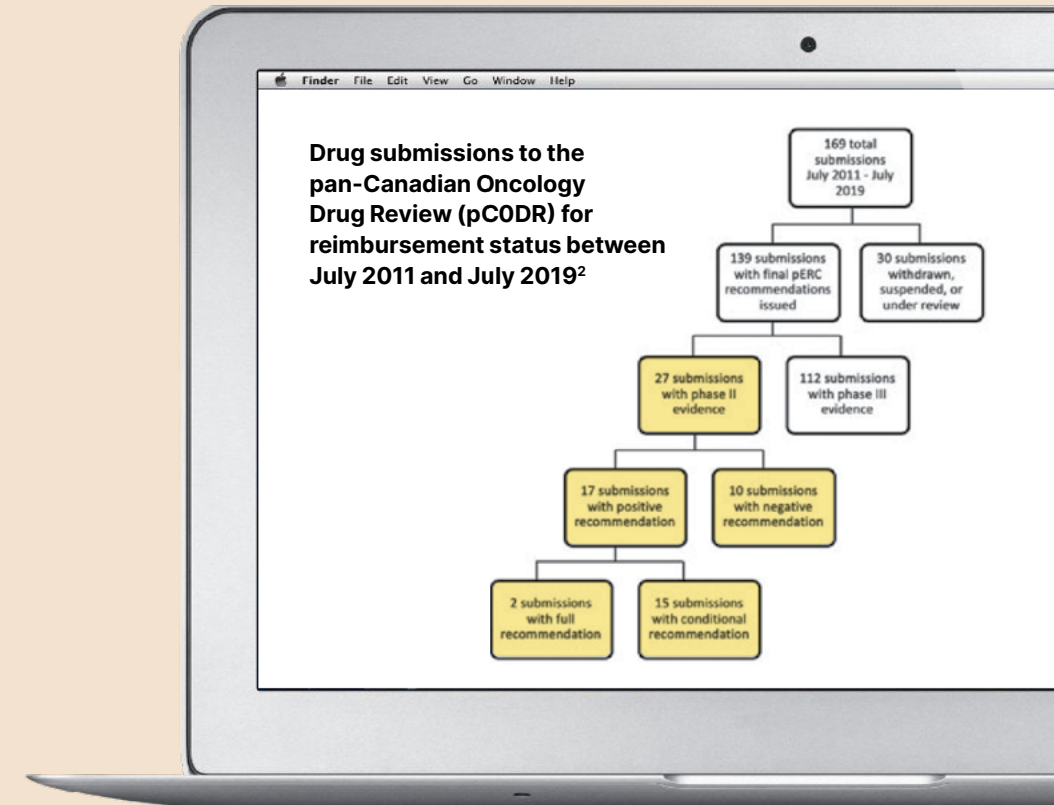 Finder File Edit View Go Window Help
Drug submissions to the
pan-Canadian Oncology
Drug Review (pC0DR) for
reimbursement status between
July 2011 and July 2019²
169 total
submissions
July 2011 - July
2019
139 submissions
with final pERC
recommendations
issued
30 submissions
withdrawn,
suspended, or
under review
27 submissions
with phase II
evidence
112 submissions
with phase III
evidence
17 submissions
with positive
recommendation
10 submissions
with negative
recommendation
2 submissions
with full
recommendation
15 submissions
with conditional
recommendation